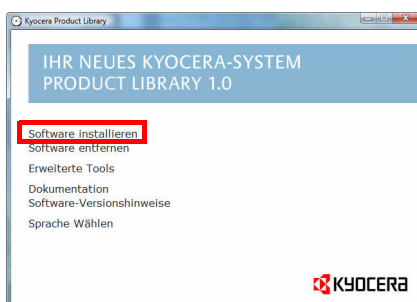 Kyocera Product Library
IHR NEUES KYOCERA-SYSTEM
PRODUCT LIBRARY 1.0
Software installieren
Software entfernen
Erweiterte Tools
Dokumentation
Software-Versionshinweise
Sprache Wählen
KYOCERA